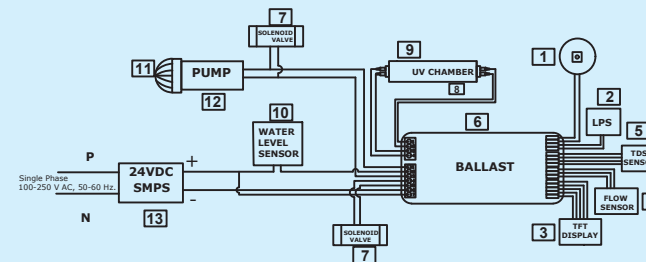 7
SOLENOID
VALVE
11
PUMP
12
9
UV CHAMBER
8
1
2
LPS
5
TDS
SENSOR
10
WATER
LEVEL
SENSOR
6
BALLAST
P
Single Phase
100-250 V AC, 50-60 Hz.
N
24VDC
SMPS
+
-
13
FLOW
SENSOR
3
TFT
DISPLAY
SOLENOID
VALVE
7